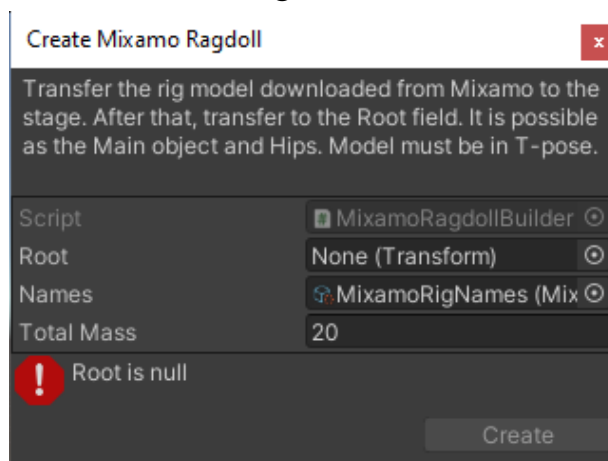 Create Mixamo Ragdoll
x
Transfer the rig model downloaded from Mixamo to the
stage. After that, transfer to the Root field. It is possible
as the Main object and Hips. Model must be in T-pose.
Script MixamoRagdollBuilder
Root None (Transform)
Names MixamoRigNames (Mix
Total Mass 20
! Root is null
Create